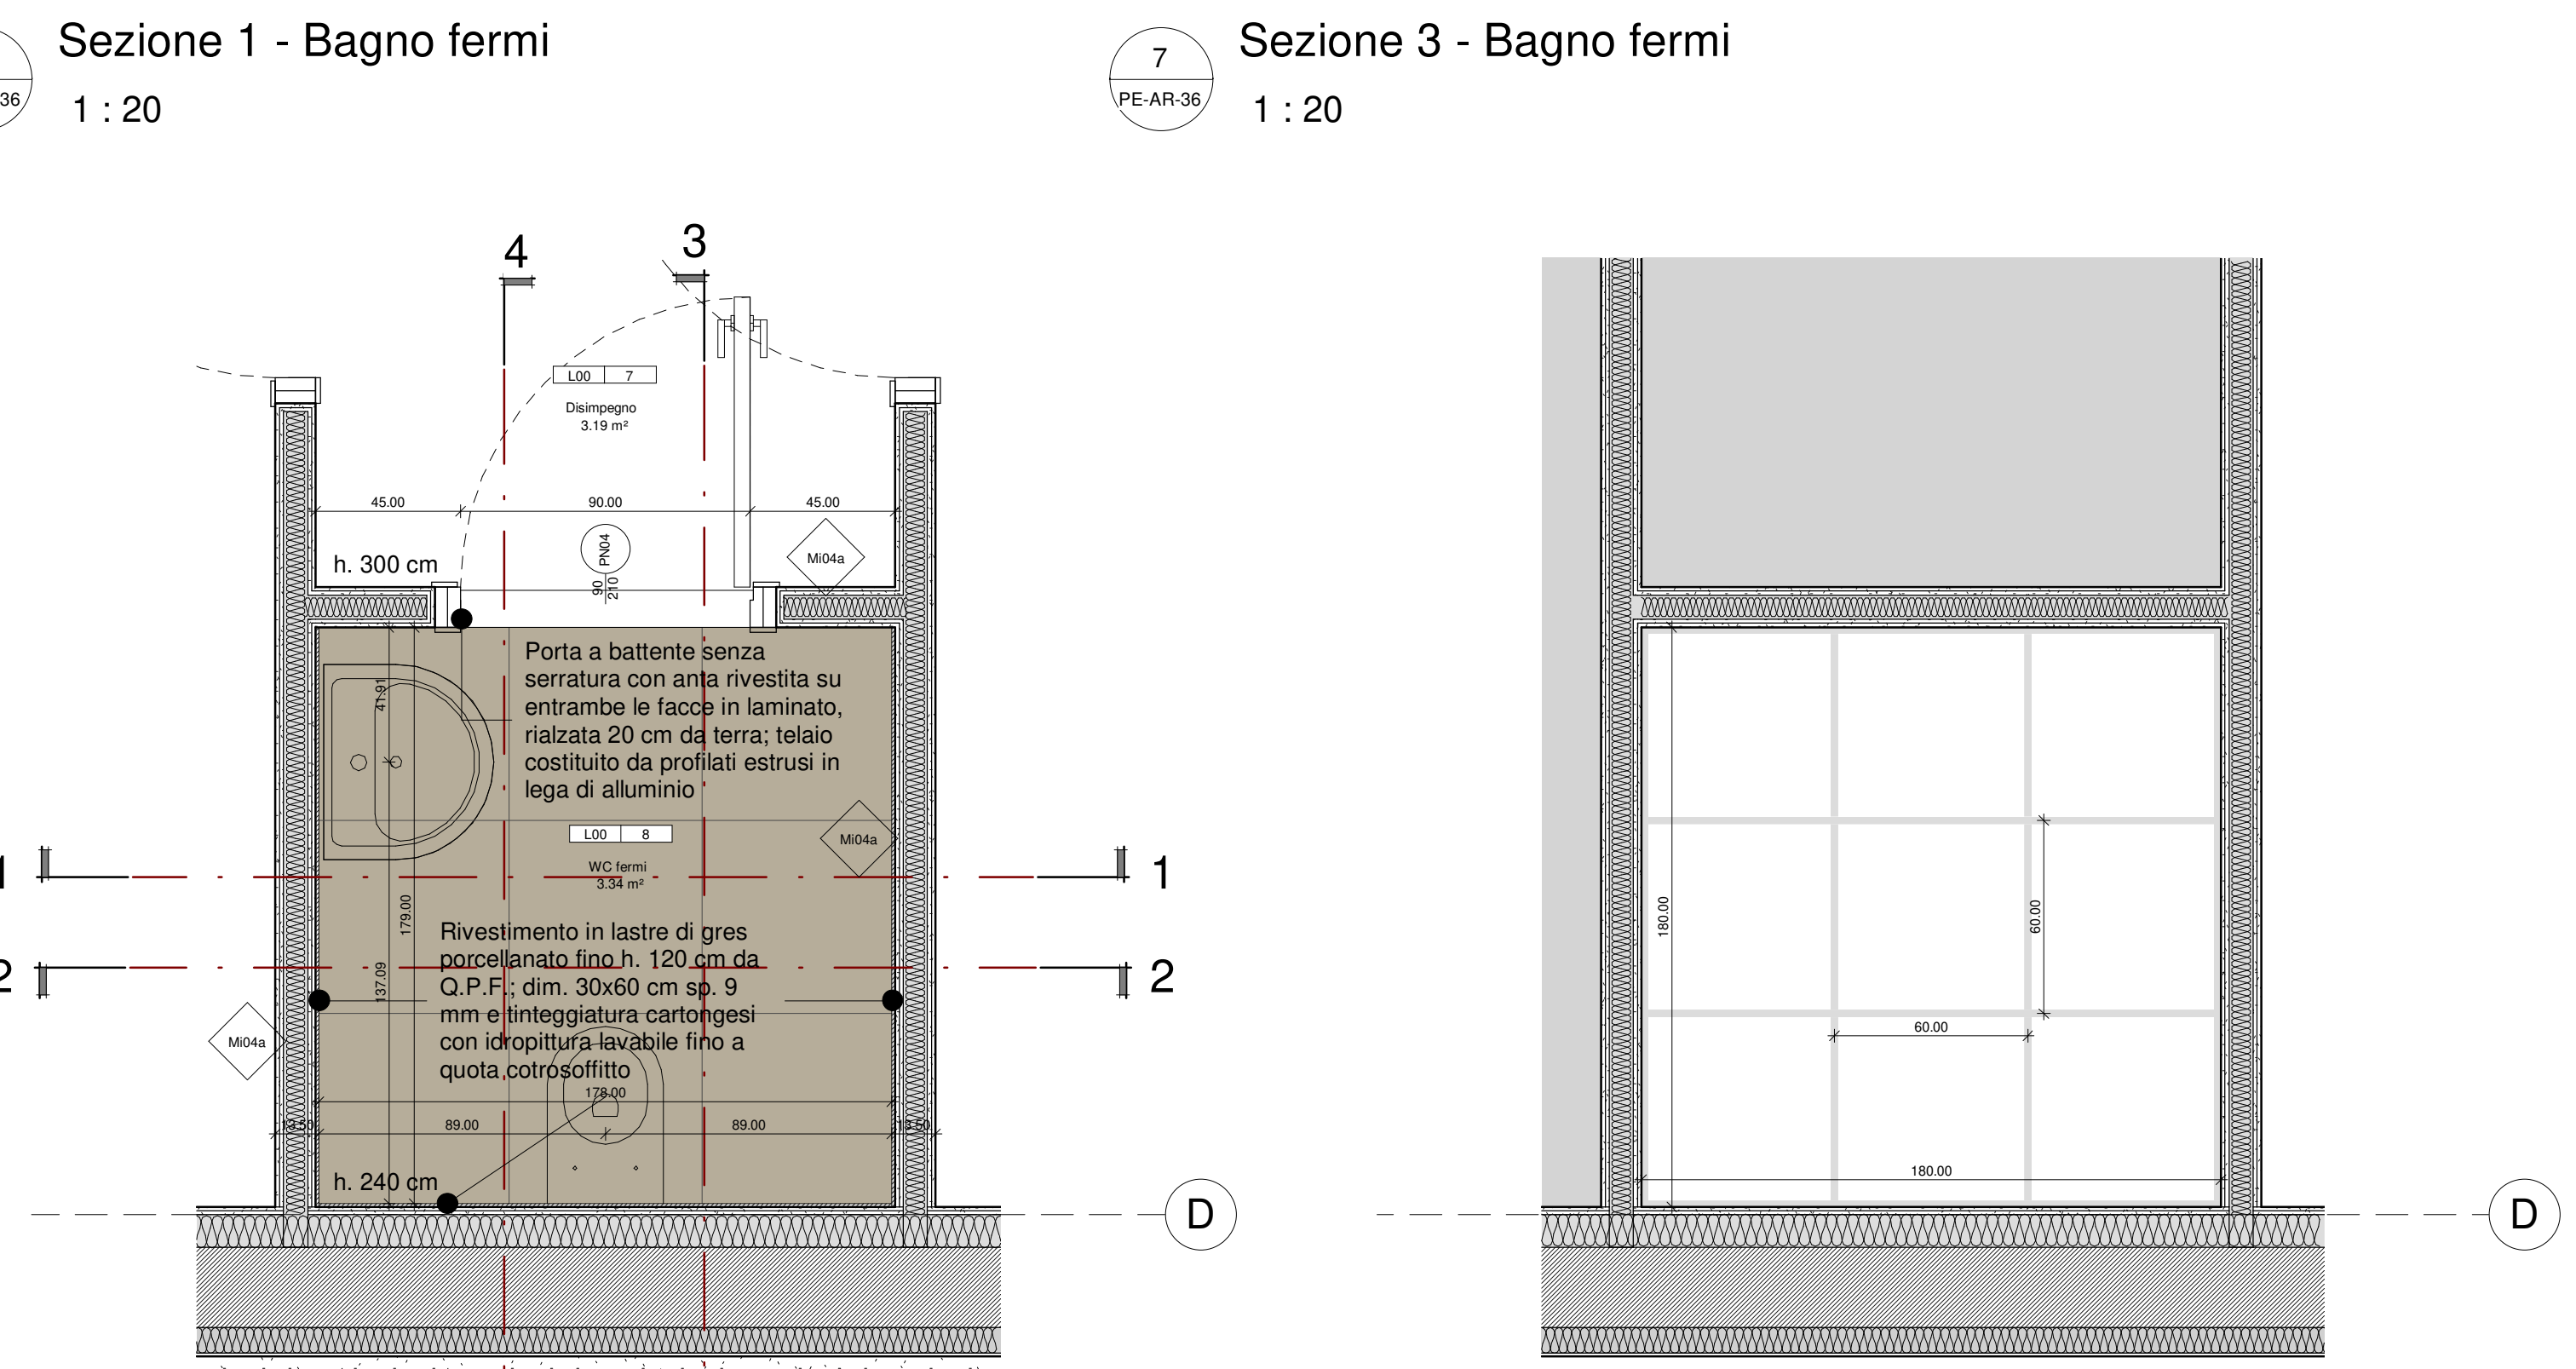 Sezione 1 - Bagno fermi
36
1 : 20
7
PE-AR-36
Sezione 3 - Bagno fermi
1 : 20
4
3
L00 7
Disimpegno
3.19 m²
45.00
90.00
45.00
PN04
90
210
Mi04a
h. 300 cm
Porta a battente senza
serratura con anta rivestita su
entrambe le facce in laminato,
rialzata 20 cm da terra; telaio
costituito da profilati estrusi in
lega di alluminio
41.91
L00 8
Mi04a
WC fermi
3.34 m²
1
1
179.00
Rivestimento in lastre di gres
porcellanato fino h. 120 cm da
Q.P.F.; dim. 30x60 cm sp. 9
mm e tinteggiatura cartongesi
con idropittura lavabile fino a
quota cotrosoffitto
2
2
137.09
Mi04a
178.00
13.50
89.00
89.00
13.50
h. 240 cm
D
180.00
60.00
60.00
180.00
D